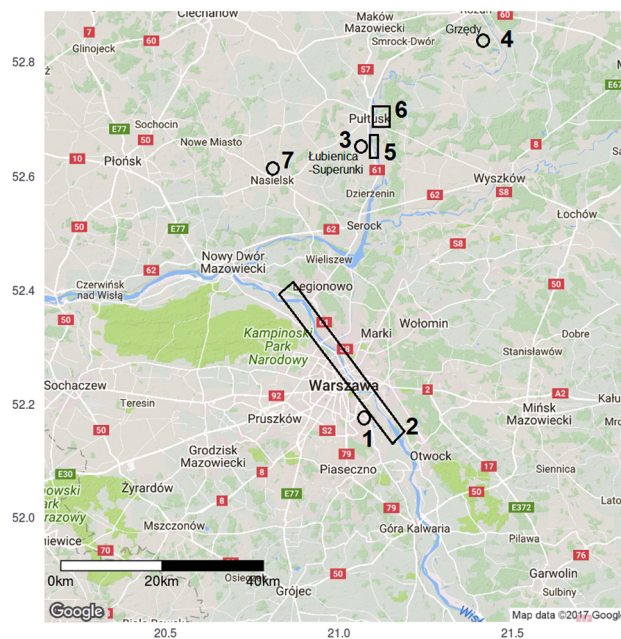 Ciechanów
Maków
Mazowiecki
Różan
60
7
60
Glinojeck
Smrock-Dwór
Grzędy
4
52.8
57
E67
Sochocin
E77
50
Pułtusk
6
Nowe Miasto
3
5
8
10
Płońsk
7
Łubienica
-Superunki
61
Nasielsk
52.6
Wyszków
S8
Dzierżenin
62
Łochów
50
E77
62
Serock
S8
Nowy Dwór
Mazowiecki
Wieliszew
62
Czerwińsk
nad Wisłą
Legionowo
50
52.4
50
61
Kampinoski
Park
Narodowy
Marki
Wołomin
Dobre
Stanisławów
Sochaczew
Warszawa
92
2
A2
Teresin
Mińsk
Mazowiecki
52.2
Pruszków
50
S2
1
2
79
Otwock
Grodzisk
Mazowiecki
17
Piaseczno
Siennica
E30
8
Żyrardów
50
E77
8
79
E372
52.0
Mszczonów
Góra Kalwaria
Pilawa
70
76
50
Garwolin
0km
20km
40km
Grójec
Sulbiny
Google
Map data ©2017 Google
20.5
21.0
21.5